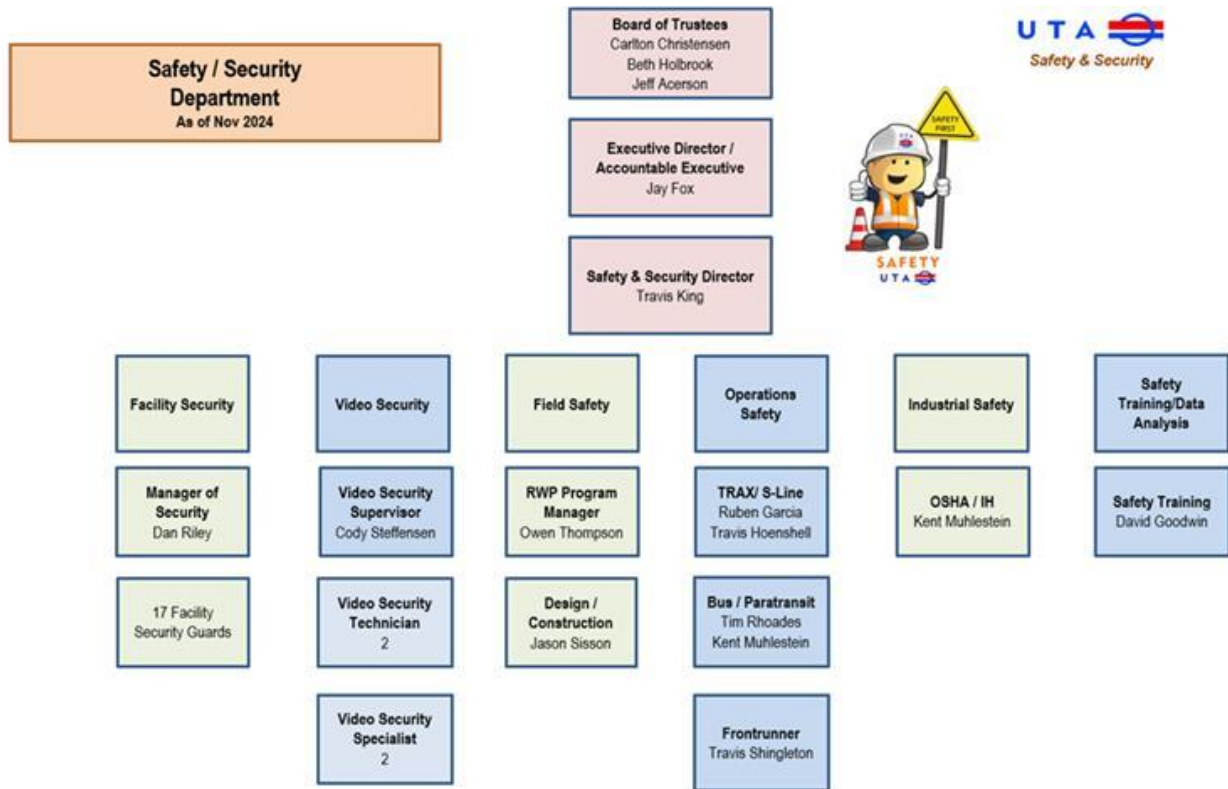 Safety / Security
Department
As of Nov 2024
Board of Trustees
Carlton Christensen
Beth Holbrook
Jeff Acerson
UTA
Safety & Security
Executive Director /
Accountable Executive
Jay Fox
SAFETY
FIRST
UTA
SAFETY
UTA
Safety & Security Director
Travis King
Facility Security
Video Security
Field Safety
Operations
Safety
Industrial Safety
Safety
Training/Data
Analysis
Manager of
Security
Dan Riley
Video Security
Supervisor
Cody Steffensen
RWP Program
Manager
Owen Thompson
TRAX/ S-Line
Ruben Garcia
Travis Hoenshell
OSHA / IH
Kent Muhlestein
Safety Training
David Goodwin
17 Facility
Security Guards
Video Security
Technician
2
Design /
Construction
Jason Sisson
Bus / Paratransit
Tim Rhoades
Kent Muhlestein
Video Security
Specialist
2
Frontrunner
Travis Shingleton